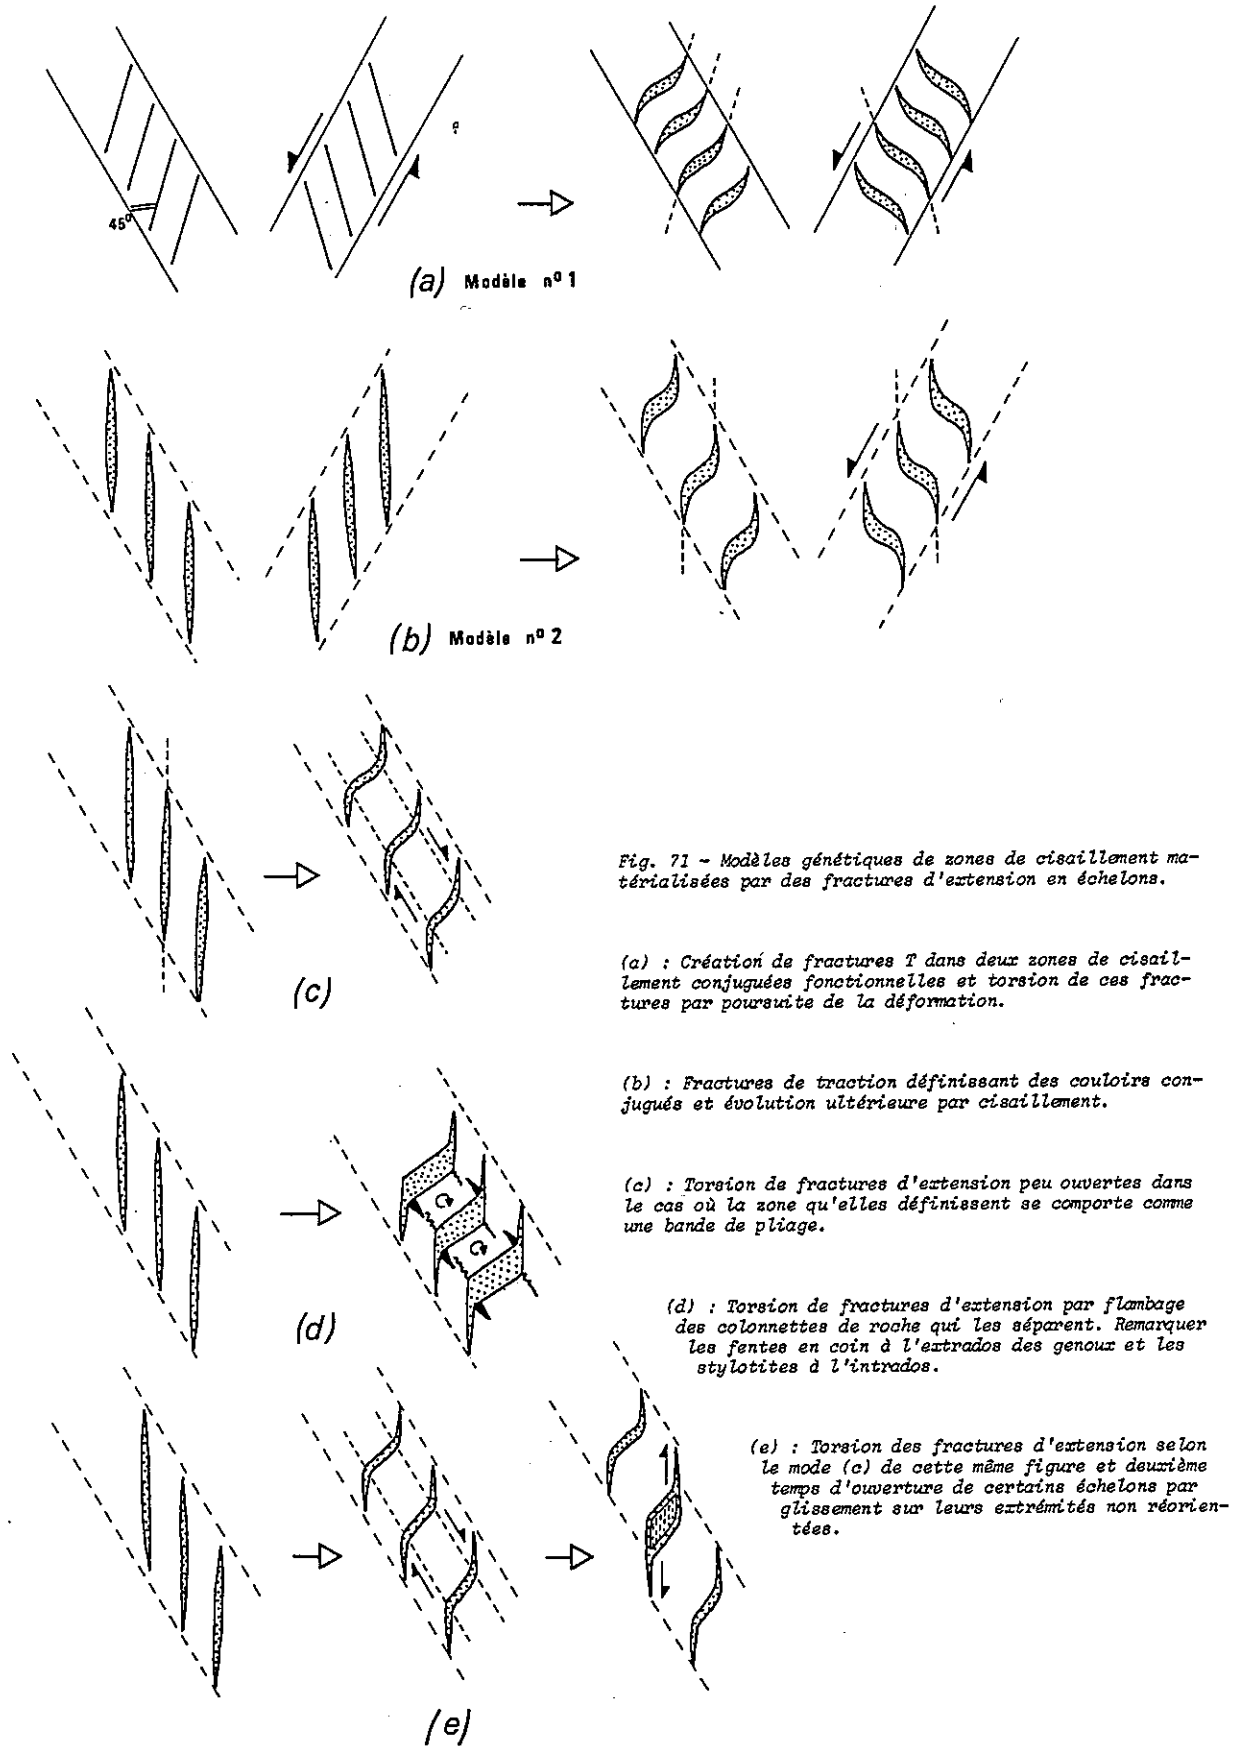 45°
(a) Modèle nº 1
(b) Modèle nº 2
(c)
(d)
(e)
Fig. 71 - Modèles génétiques de zones de cisaillement ma-
térialisées par des fractures d'extension en échelons.
(a) : Création de fractures T dans deux zones de cisail-
lement conjuguées fonctionnelles et torsion de ces frac-
tures par poursuite de la déformation.
(b) : Fractures de traction définissant des couloirs con-
jugués et évolution ultérieure par cisaillement.
(c) : Torsion de fractures d'extension peu ouvertes dans
le cas où la zone qu'elles définissent se comporte comme
une bande de pliage.
(d) : Torsion de fractures d'extension par flambage
des colonnettes de roche qui les séparent. Remarquer
les fentes en coin à l'extrados des genoux et les
stylotites à l'intrados.
(e) : Torsion des fractures d'extension selon
le mode (c) de cette même figure et deuxième
temps d'ouverture de certains échelons par
glissement sur leurs extrémités non réorien-
tées.